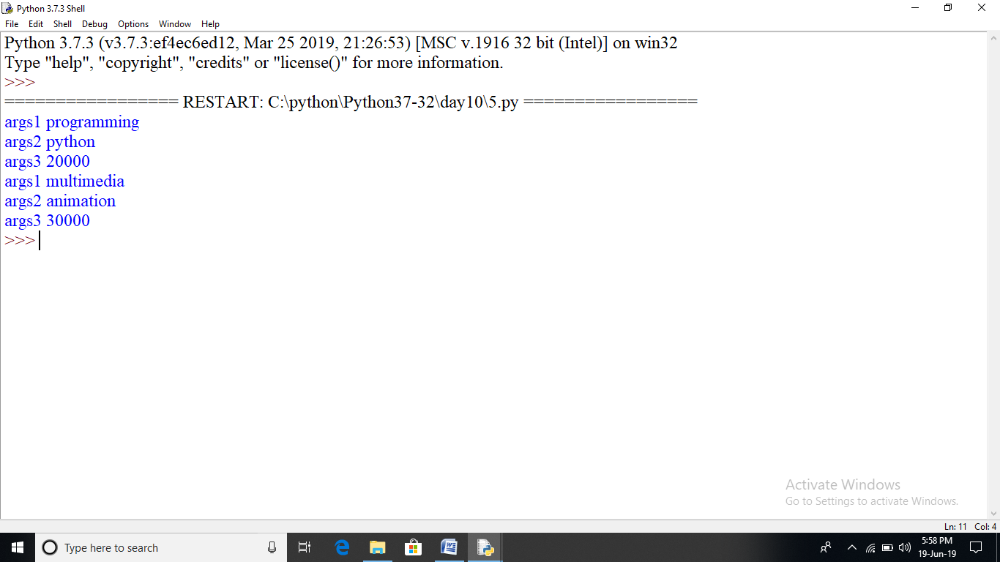 Python 3.7.3 Shell
File Edit Shell Debug Options Window Help
Python 3.7.3 (v3.7.3:ef4ec6ed12, Mar 25 2019, 21:26:53) [MSC v.1916 32 bit (Intel)] on win32
Type "help", "copyright", "credits" or "license()" for more information.
>>>
================= RESTART: C:\python\Python37-32\day10\5.py =================
args1 programming
args2 python
args3 20000
args1 multimedia
args2 animation
args3 30000
>>>
Activate Windows
Go to Settings to activate Windows.
Ln: 11 Col: 4
Type here to search
5:58 PM
19-Jun-19